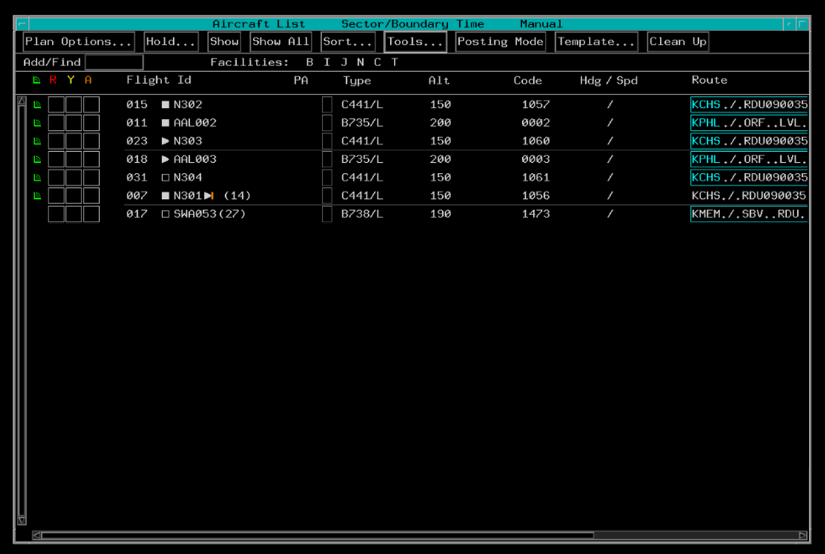 Aircraft List Sector/Boundary Time Manual
Plan Options... Hold... Show Show All Sort... Tools... Posting Mode Template... Clean Up
Add/Find Facilities: B I J N C T
R Y A Flight Id PA Type Alt Code Hdg / Spd Route
015 N302 C441/L 150 1057 / KCHS./.RDU090035
011 AAL002 B735/L 200 0002 / KPHL./.ORF..LVL.
023 N303 C441/L 150 1060 / KCHS./.RDU090035
018 AAL003 B735/L 200 0003 / KPHL./.ORF..LVL.
031 N304 C441/L 150 1061 / KCHS./.RDU090035
007 N301 (14) C441/L 150 1056 / KCHS./.RDU090035
017 SWA053(27) B738/L 190 1473 / KMEM./.SBV..RDU.